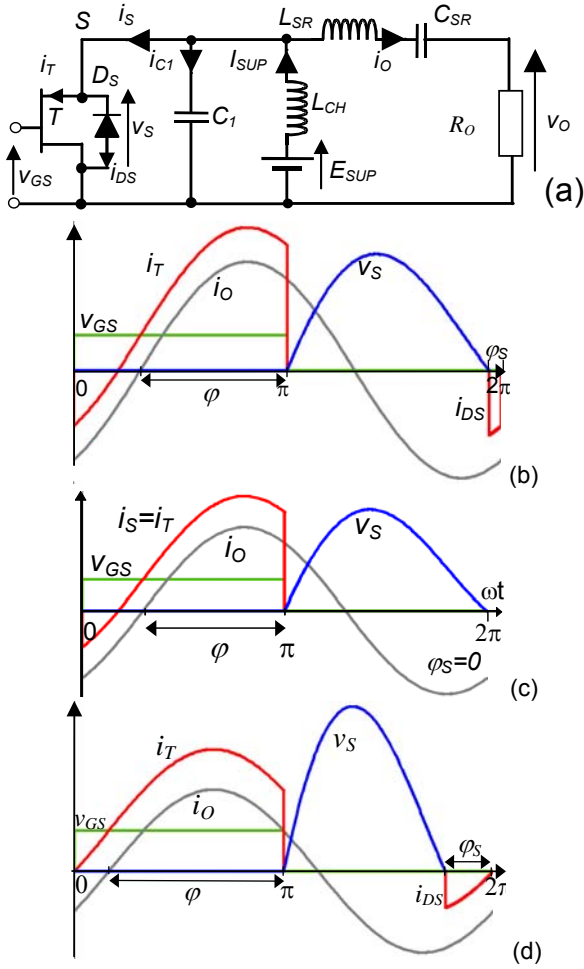 S i_S L_SR C_SR
i_T D_S i_C1 I_SUP i_O
T v_S C_1 L_CH R_O v_O
v_GS i_DS E_SUP (a)
i_T i_O v_S
v_GS φ_S
0 φ π 2π
i_DS (b)
i_S=i_T i_O v_S
v_GS ωt
0 φ π 2π
φ_S=0 (c)
i_T v_S
v_GS i_O φ_S
0 φ π i_DS 2π
(d)